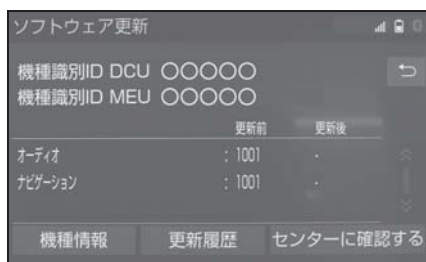 ソフトウェア更新
機種識別ID DCU 〇〇〇〇〇
機種識別ID MEU 〇〇〇〇〇
更新前 更新後
オーディオ : 1001 -
ナビゲーション : 1001 -
機種情報 更新履歴 センターに確認する